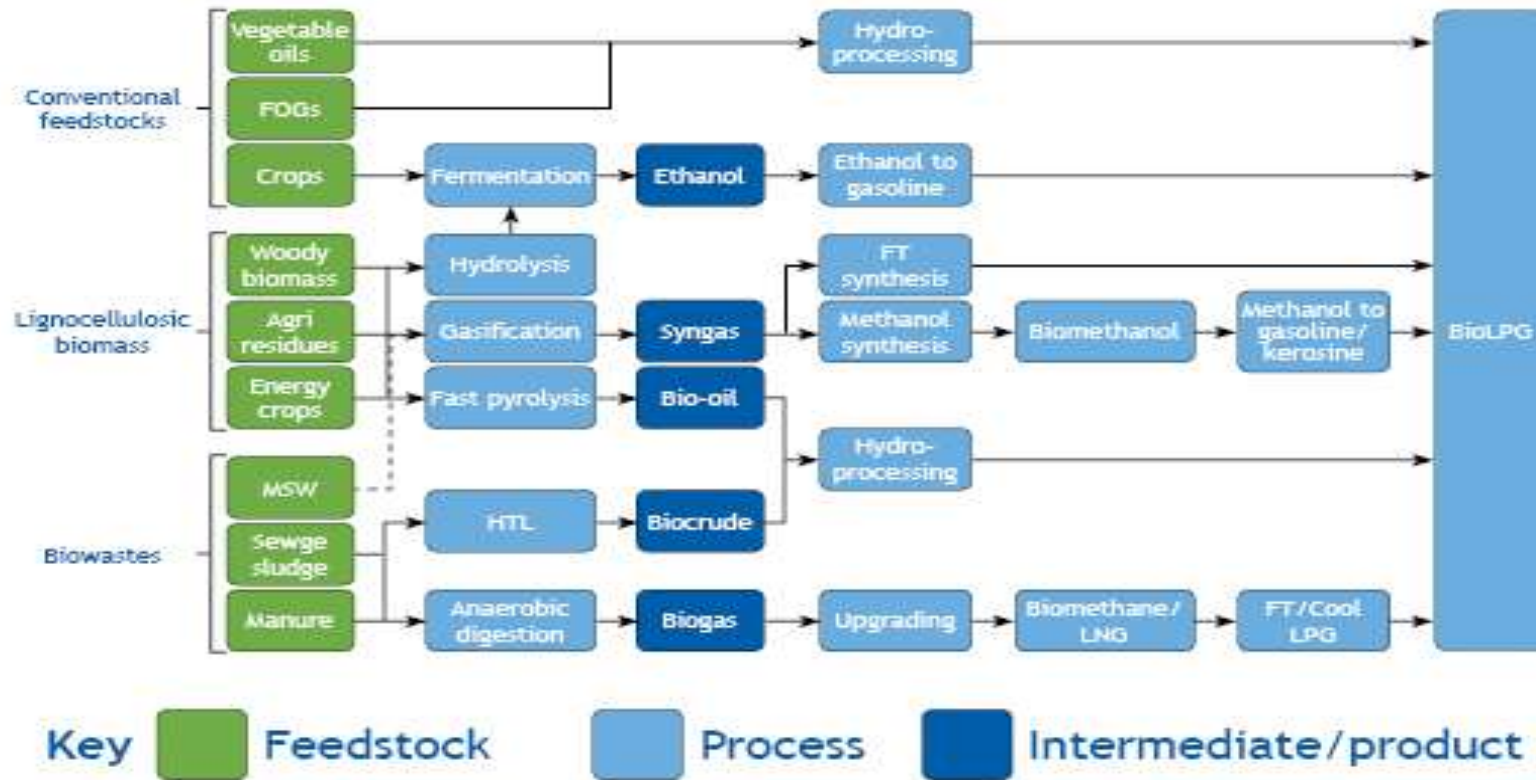 Conventional
feedstocks
Vegetable
oils
FOGs
Crops
Hydro-
processing
Fermentation
Ethanol
Ethanol to
gasoline
Lignocellulosic
biomass
Woody
biomass
Agri
residues
Energy
crops
Hydrolysis
Gasification
Fast pyrolysis
Syngas
Bio-oil
FT
synthesis
Methanol
synthesis
Biomethanol
Methanol to
gasoline/
kerosine
BioLPG
Hydro-
processing
Biowastes
MSW
Sewge
sludge
Manure
HTL
Biocrude
Anaerobic
digestion
Biogas
Upgrading
Biomethane/
LNG
FT/Cool
LPG
Key
Feedstock
Process
Intermediate/product